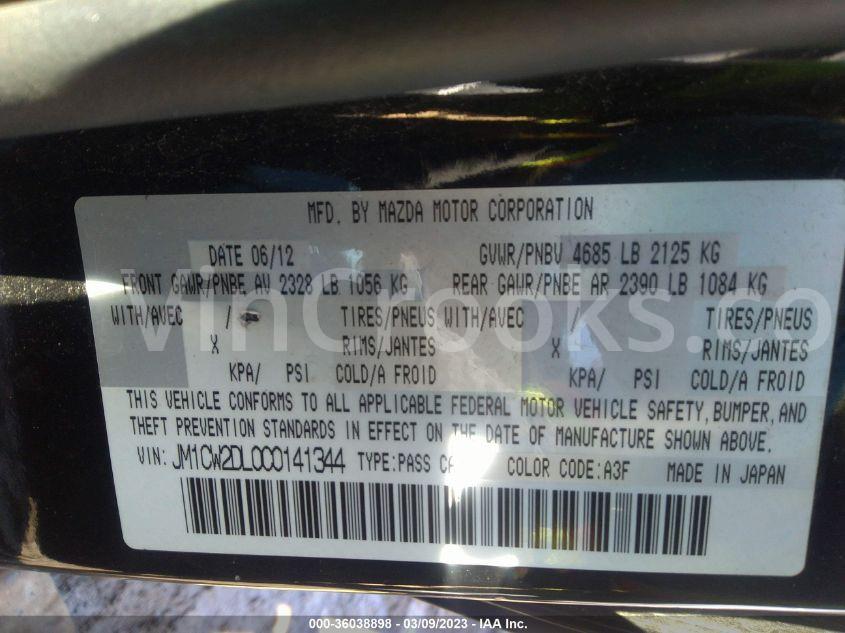 MFD. BY MAZDA MOTOR CORPORATION
DATE 06/12 GVWR/PNBV 4685 LB 2125 KG
FRONT GAWR/PNBE AV 2328 LB 1056 KG REAR GAWR/PNBE AR 2390 LB 1084 KG
WITH/AVEC / TIRES/PNEUS WITH/AVEC / TIRES/PNEUS
X RIMS/JANTES X RIMS/JANTES
KPA/ PSI COLD/A FROID KPA/ PSI COLD/A FROID
THIS VEHICLE CONFORMS TO ALL APPLICABLE FEDERAL MOTOR VEHICLE SAFETY, BUMPER, AND
THEFT PREVENTION STANDARDS IN EFFECT ON THE DATE OF MANUFACTURE SHOWN ABOVE.
VIN: JM1CW2DL0C0141344 TYPE:PASS CAR COLOR CODE:A3F MADE IN JAPAN
VinCrooks.co
000-36038898 - 03/09/2023 - © IAA Inc.